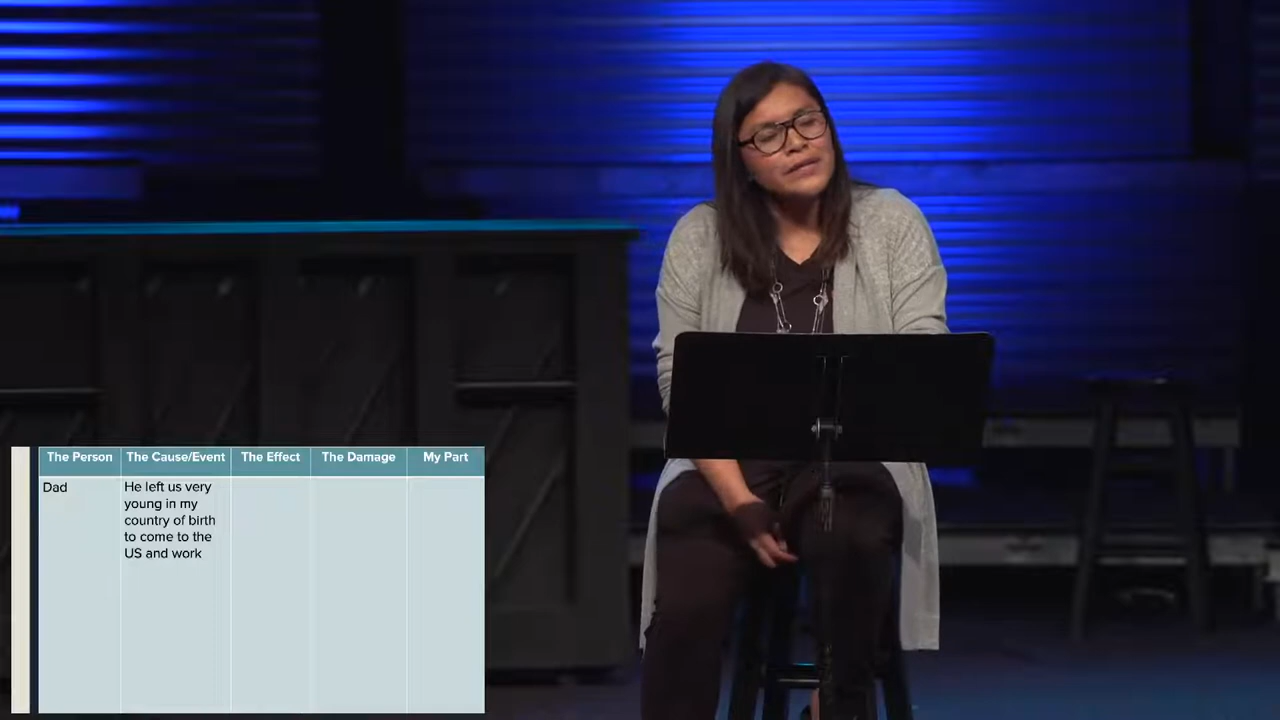 The Person The Cause/Event The Effect The Damage My Part
Dad
He left us very
young in my
country of birth
to come to the
US and work